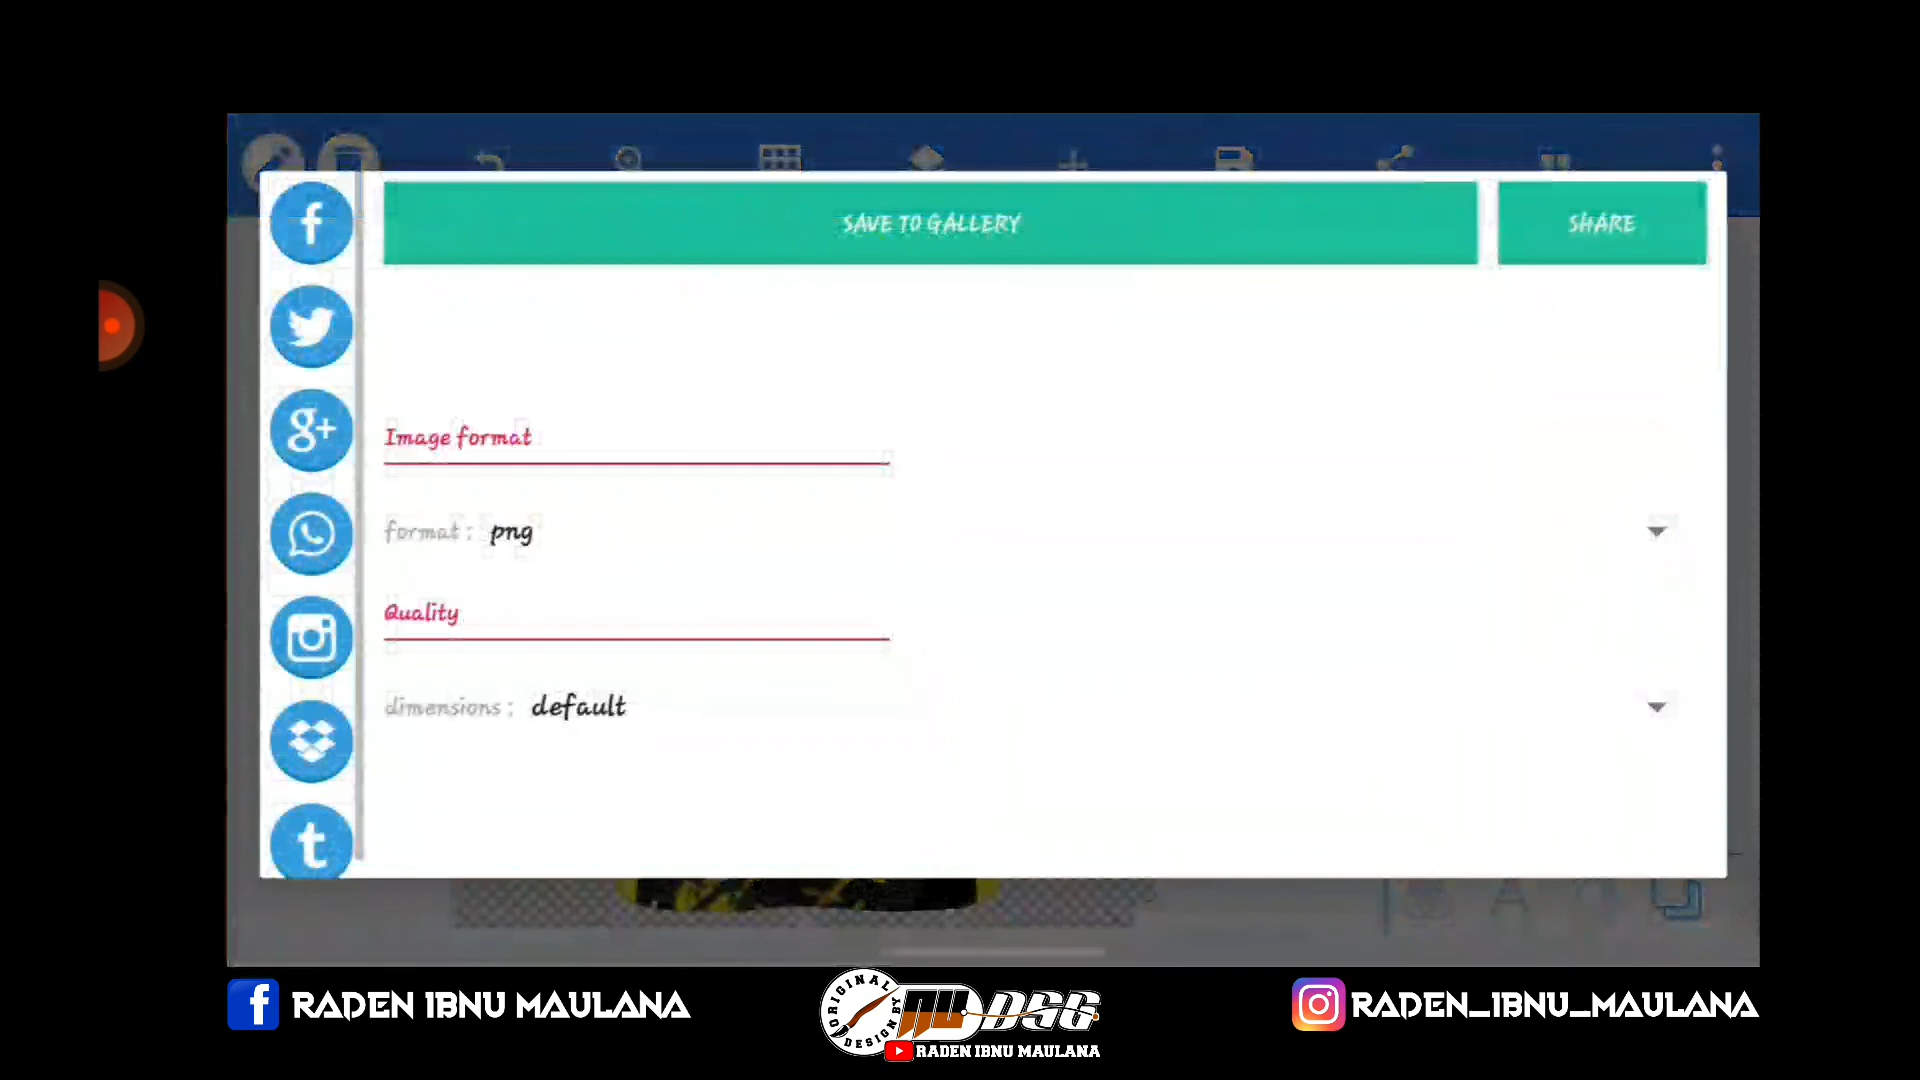 SAVE TO GALLERY
SHARE
Image format
format : png
Quality
dimensions : default
RADEN IBNU MAULANA
ORIGINAL
DESIGN BY
DSG
RADEN IBNU MAULANA
RADEN_IBNU_MAULANA